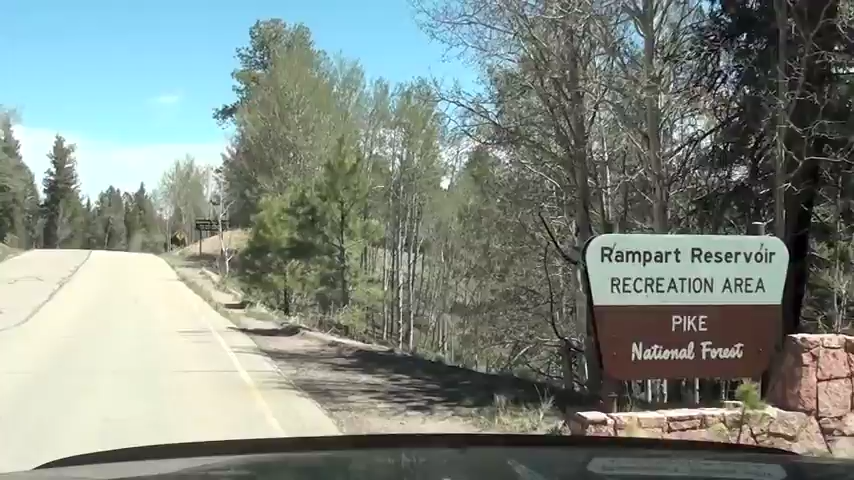 Rampart Reservoir
RECREATION AREA
PIKE
National Forest